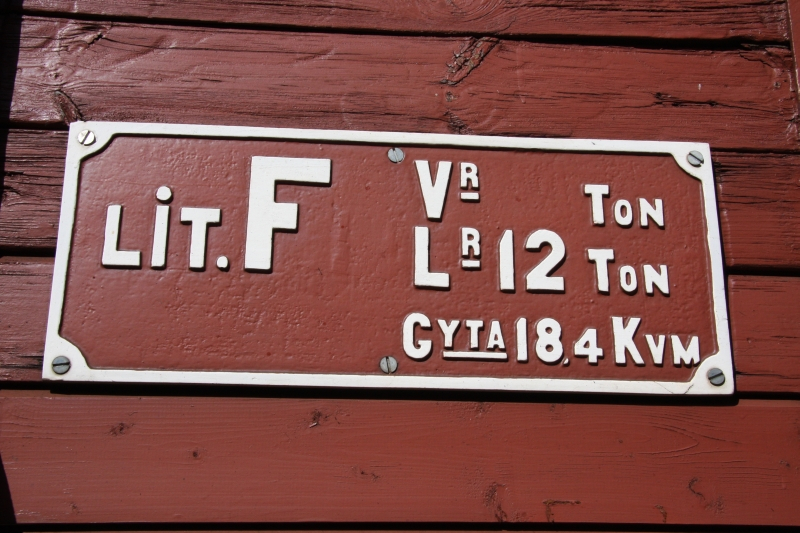 LiT. F
VR TON
LR 12 TON
GYTA 18,4 KVM